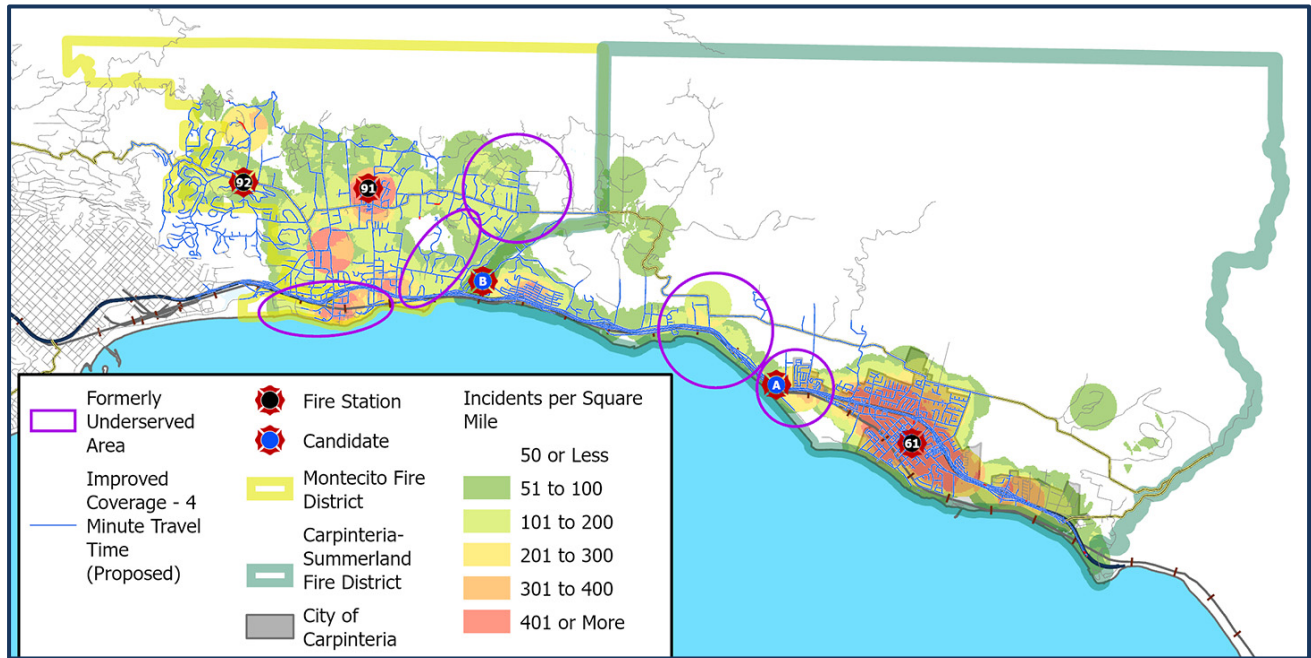 92
91
B
A
61
Formerly
Underserved
Area
Improved
Coverage - 4
Minute Travel
Time
(Proposed)
Fire Station
Candidate
Montecito Fire
District
Carpinteria-
Summerland
Fire District
City of
Carpinteria
Incidents per Square
Mile
50 or Less
51 to 100
101 to 200
201 to 300
301 to 400
401 or More